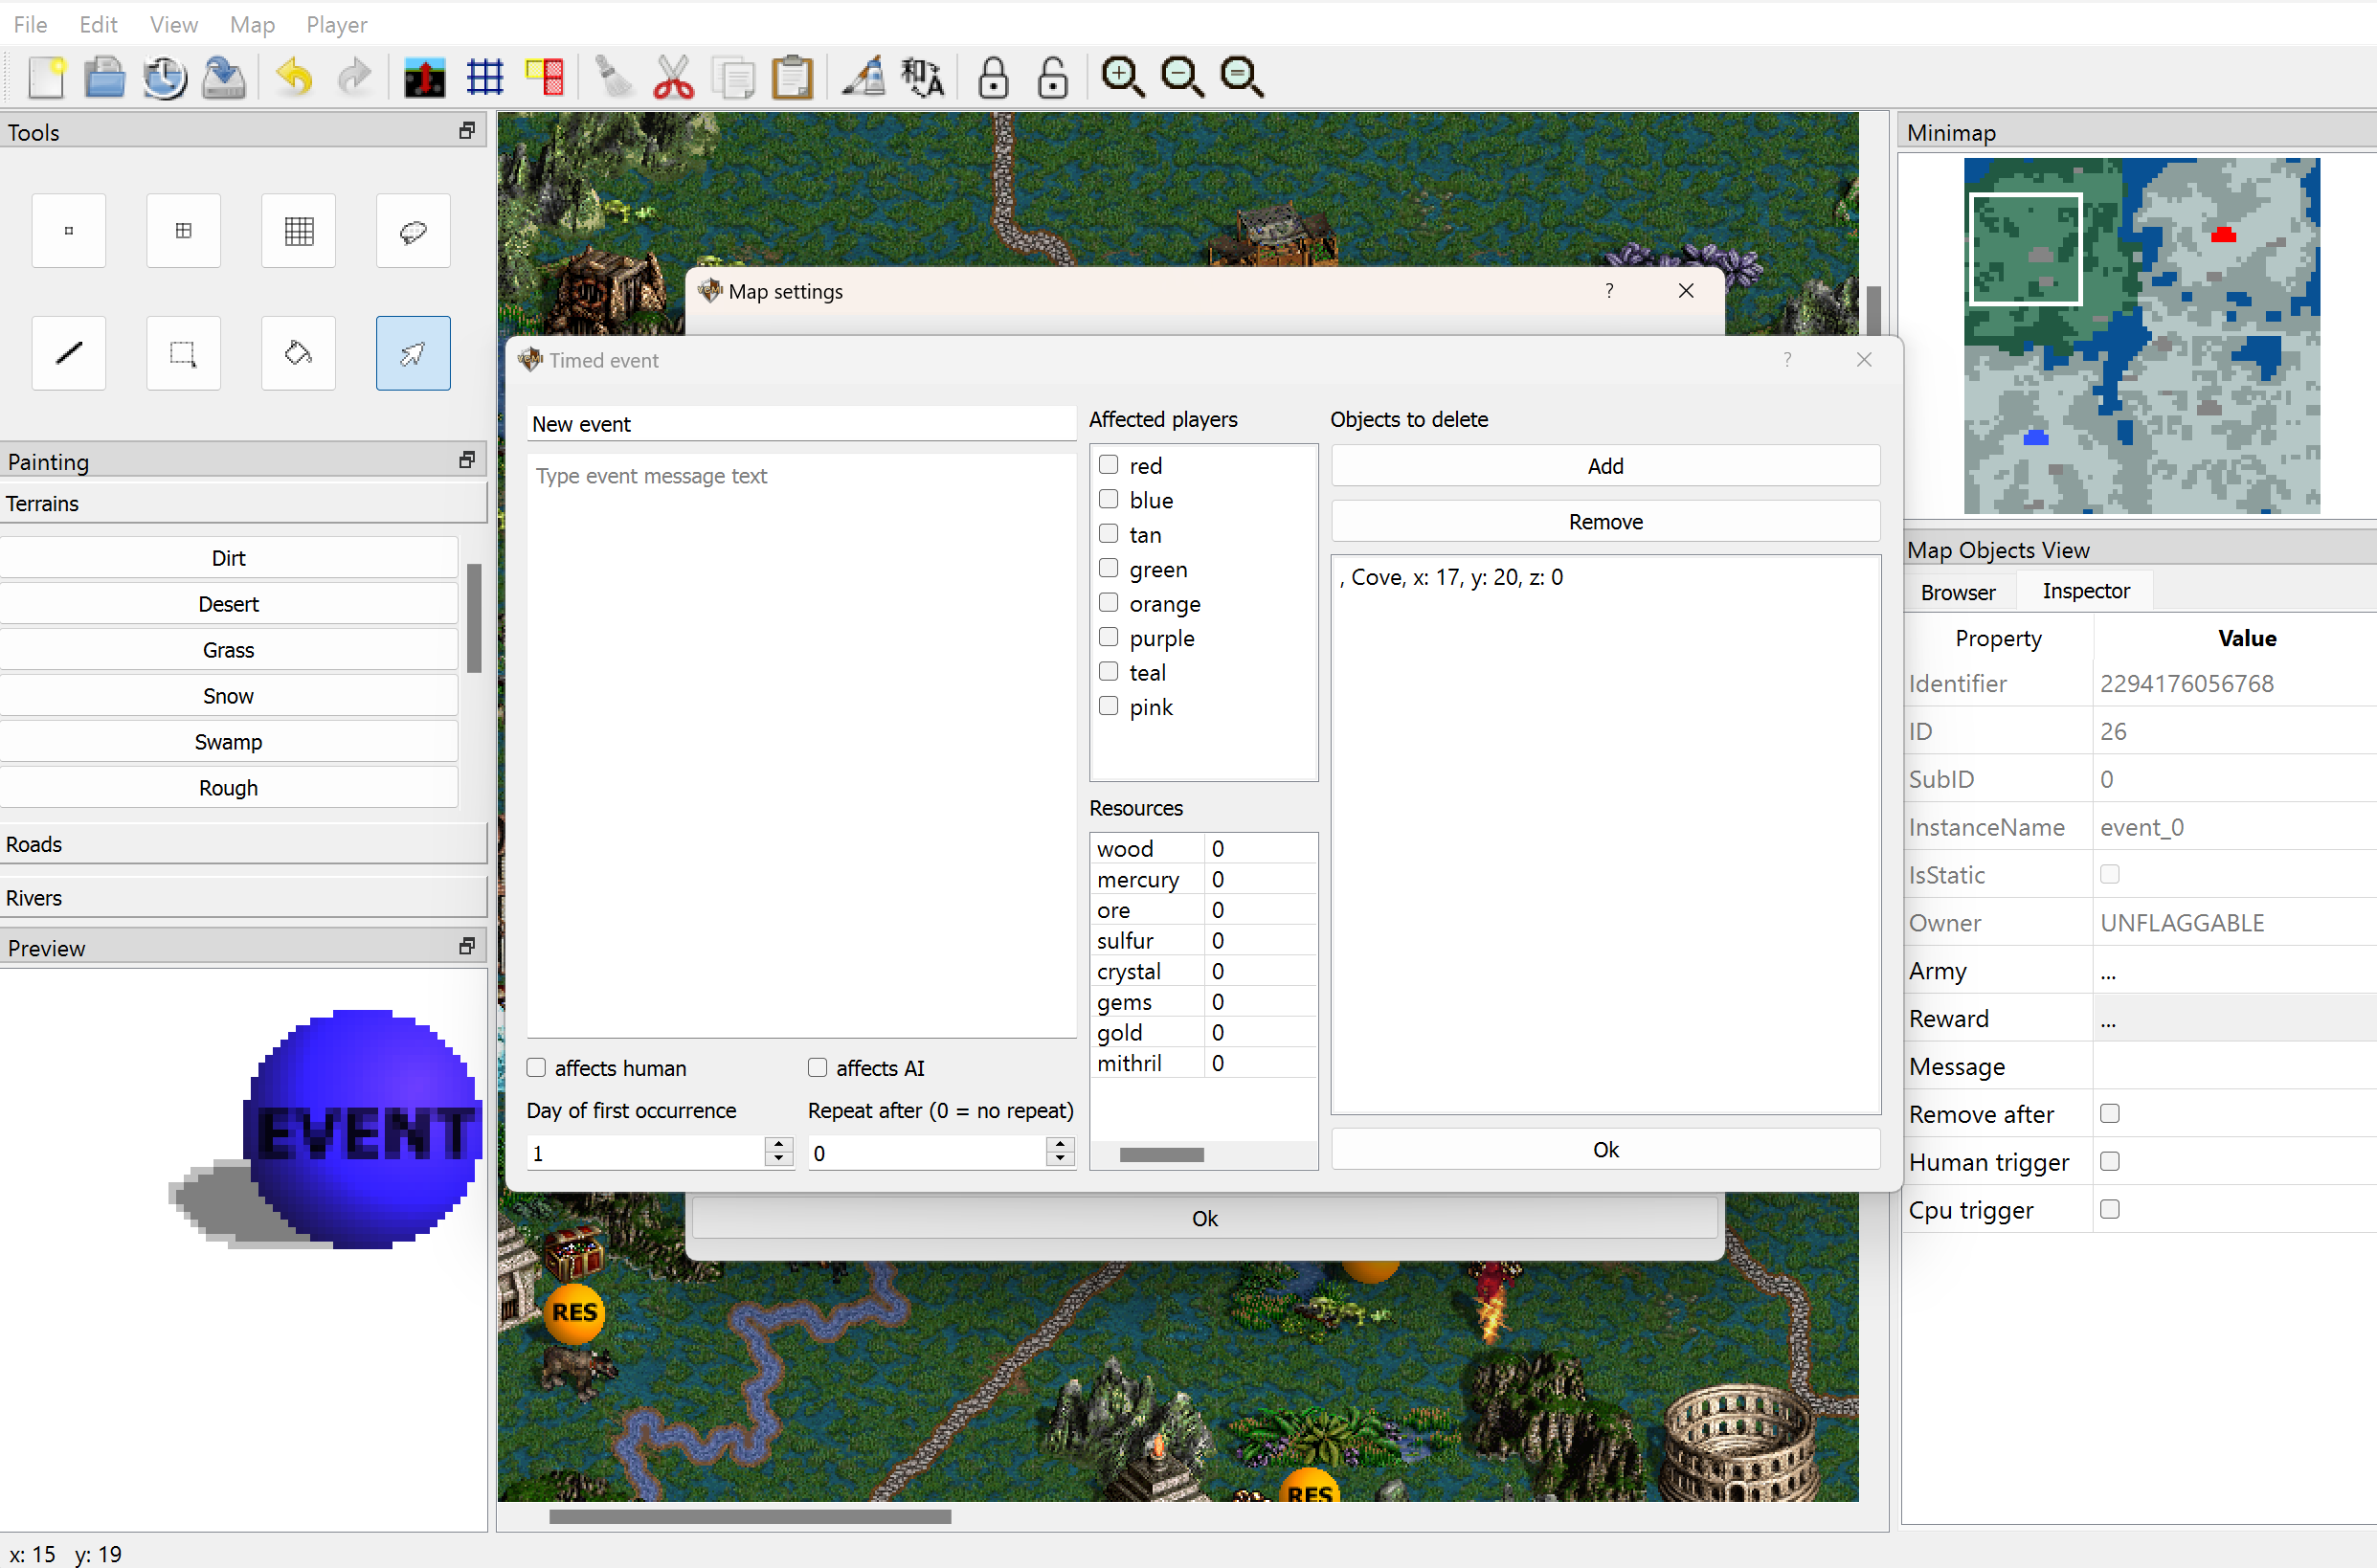 File Edit View Map Player
Tools
Painting
Terrains
Dirt
Desert
Grass
Snow
Swamp
Rough
Roads
Rivers
Preview
EVENT
x: 15 y: 19
Map settings
?
Timed event
?
New event
Type event message text
affects human
affects AI
Day of first occurrence
Repeat after (0 = no repeat)
1
0
Affected players
red
blue
tan
green
orange
purple
teal
pink
Resources
wood 0
mercury 0
ore 0
sulfur 0
crystal 0
gems 0
gold 0
mithril 0
Objects to delete
Add
Remove
, Cove, x: 17, y: 20, z: 0
Ok
Ok
RES
RES
Minimap
Map Objects View
Browser Inspector
Property Value
Identifier 2294176056768
ID 26
SubID 0
InstanceName event_0
IsStatic
Owner UNFLAGGABLE
Army ...
Reward ...
Message
Remove after
Human trigger
Cpu trigger